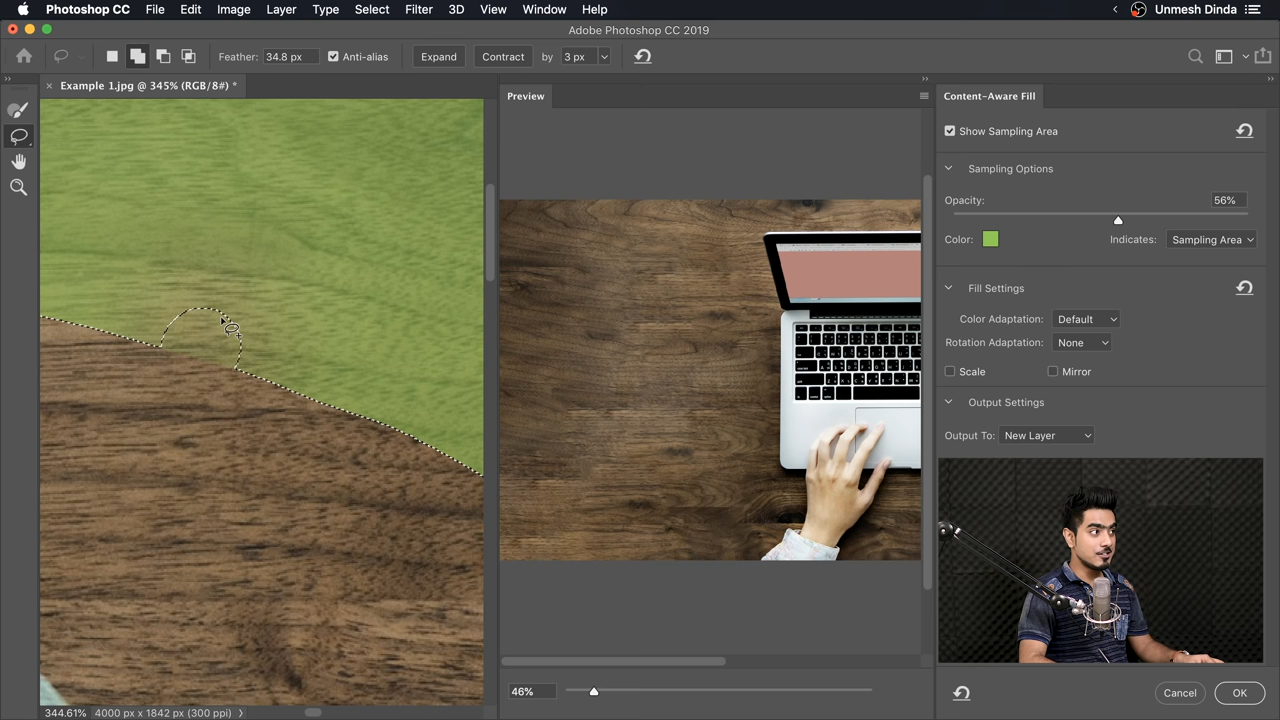 Photoshop CC File Edit Image Layer Type Select Filter 3D View Window Help Unmesh Dinda
Adobe Photoshop CC 2019
Feather: 34.8 px Anti-alias Expand Contract by 3 px
× Example 1.jpg @ 345% (RGB/8#) *
Preview
Content-Aware Fill
Show Sampling Area
Sampling Options
Opacity: 56%
Color: Indicates: Sampling Area
Fill Settings
Color Adaptation: Default
Rotation Adaptation: None
Scale Mirror
Output Settings
Output To: New Layer
46%
Cancel OK
344.61% 4000 px x 1842 px (300 ppi)